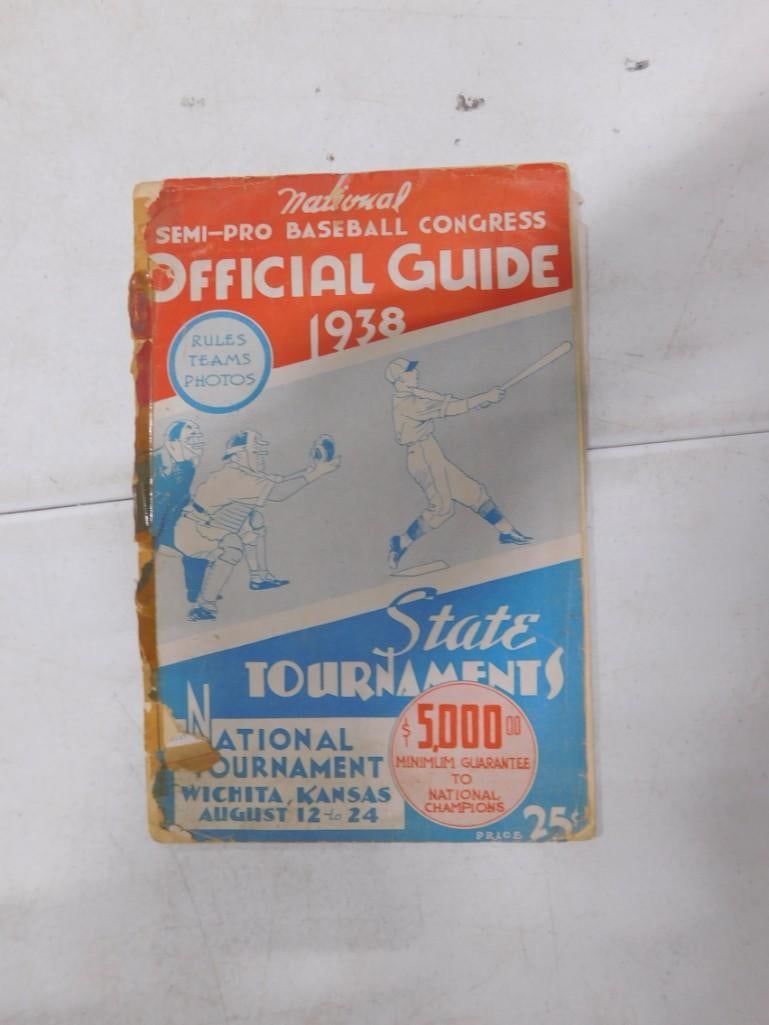 National
SEMI-PRO BASEBALL CONGRESS
OFFICIAL GUIDE
1938
RULES
TEAMS
PHOTOS
State
TOURNAMENTS
NATIONAL
TOURNAMENT
WICHITA, KANSAS
AUGUST 12 to 24
$5,000.00
MINIMUM GUARANTEE
TO
NATIONAL
CHAMPIONS
PRICE 25¢